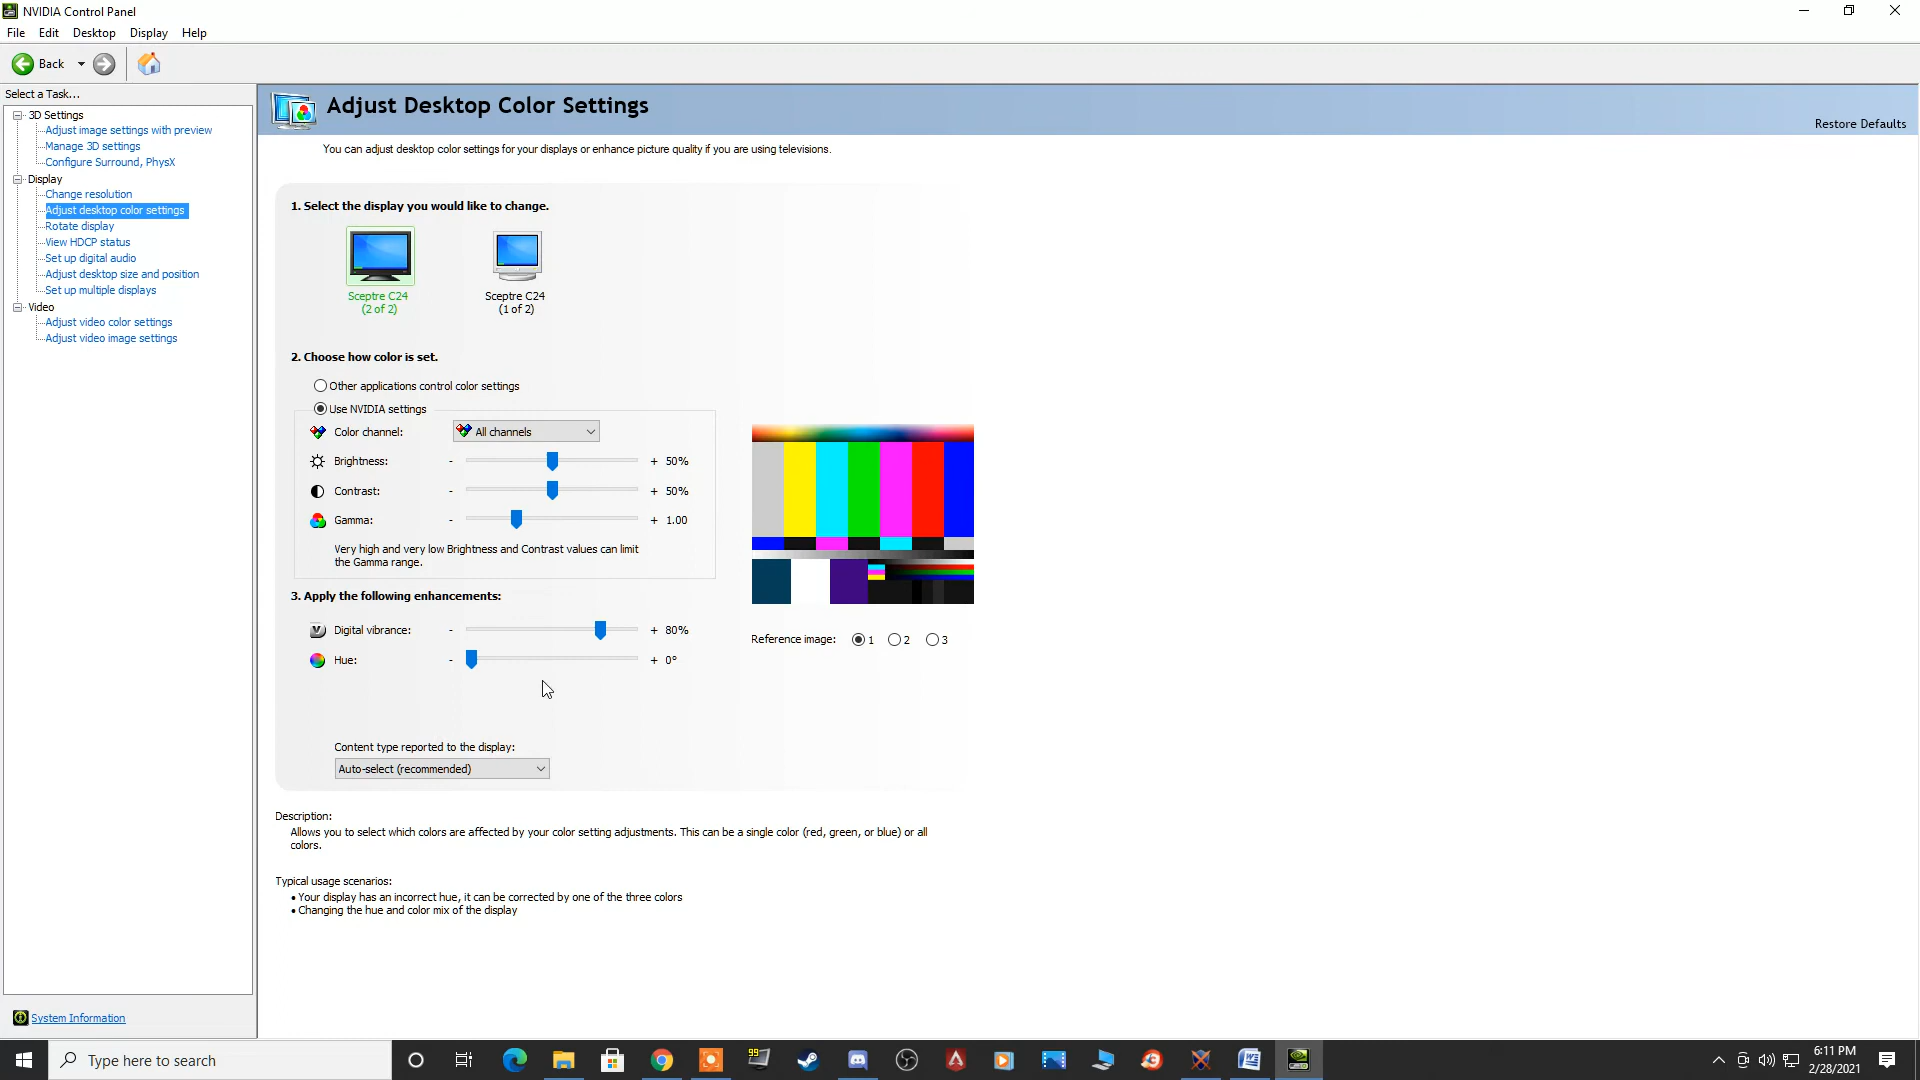 NVIDIA Control Panel
File Edit Desktop Display Help
Back
Select a Task...
3D Settings
Adjust image settings with preview
Manage 3D settings
Configure Surround, PhysX
Display
Change resolution
Adjust desktop color settings
Rotate display
View HDCP status
Set up digital audio
Adjust desktop size and position
Set up multiple displays
Video
Adjust video color settings
Adjust video image settings
System Information
Adjust Desktop Color Settings
Restore Defaults
You can adjust desktop color settings for your displays or enhance picture quality if you are using televisions.
1. Select the display you would like to change.
Sceptre C24 Sceptre C24
(2 of 2) (1 of 2)
2. Choose how color is set.
Other applications control color settings
Use NVIDIA settings
Color channel: All channels
Brightness: - + 50%
Contrast: - + 50%
Gamma: - + 1.00
Very high and very low Brightness and Contrast values can limit
the Gamma range.
3. Apply the following enhancements:
Digital vibrance: - + 80%
Hue: - + 0°
Reference image: 1 2 3
Content type reported to the display:
Auto-select (recommended)
Description:
Allows you to select which colors are affected by your color setting adjustments. This can be a single color (red, green, or blue) or all
colors.
Typical usage scenarios:
• Your display has an incorrect hue, it can be corrected by one of the three colors
• Changing the hue and color mix of the display
Type here to search
99
6:11 PM
2/28/2021